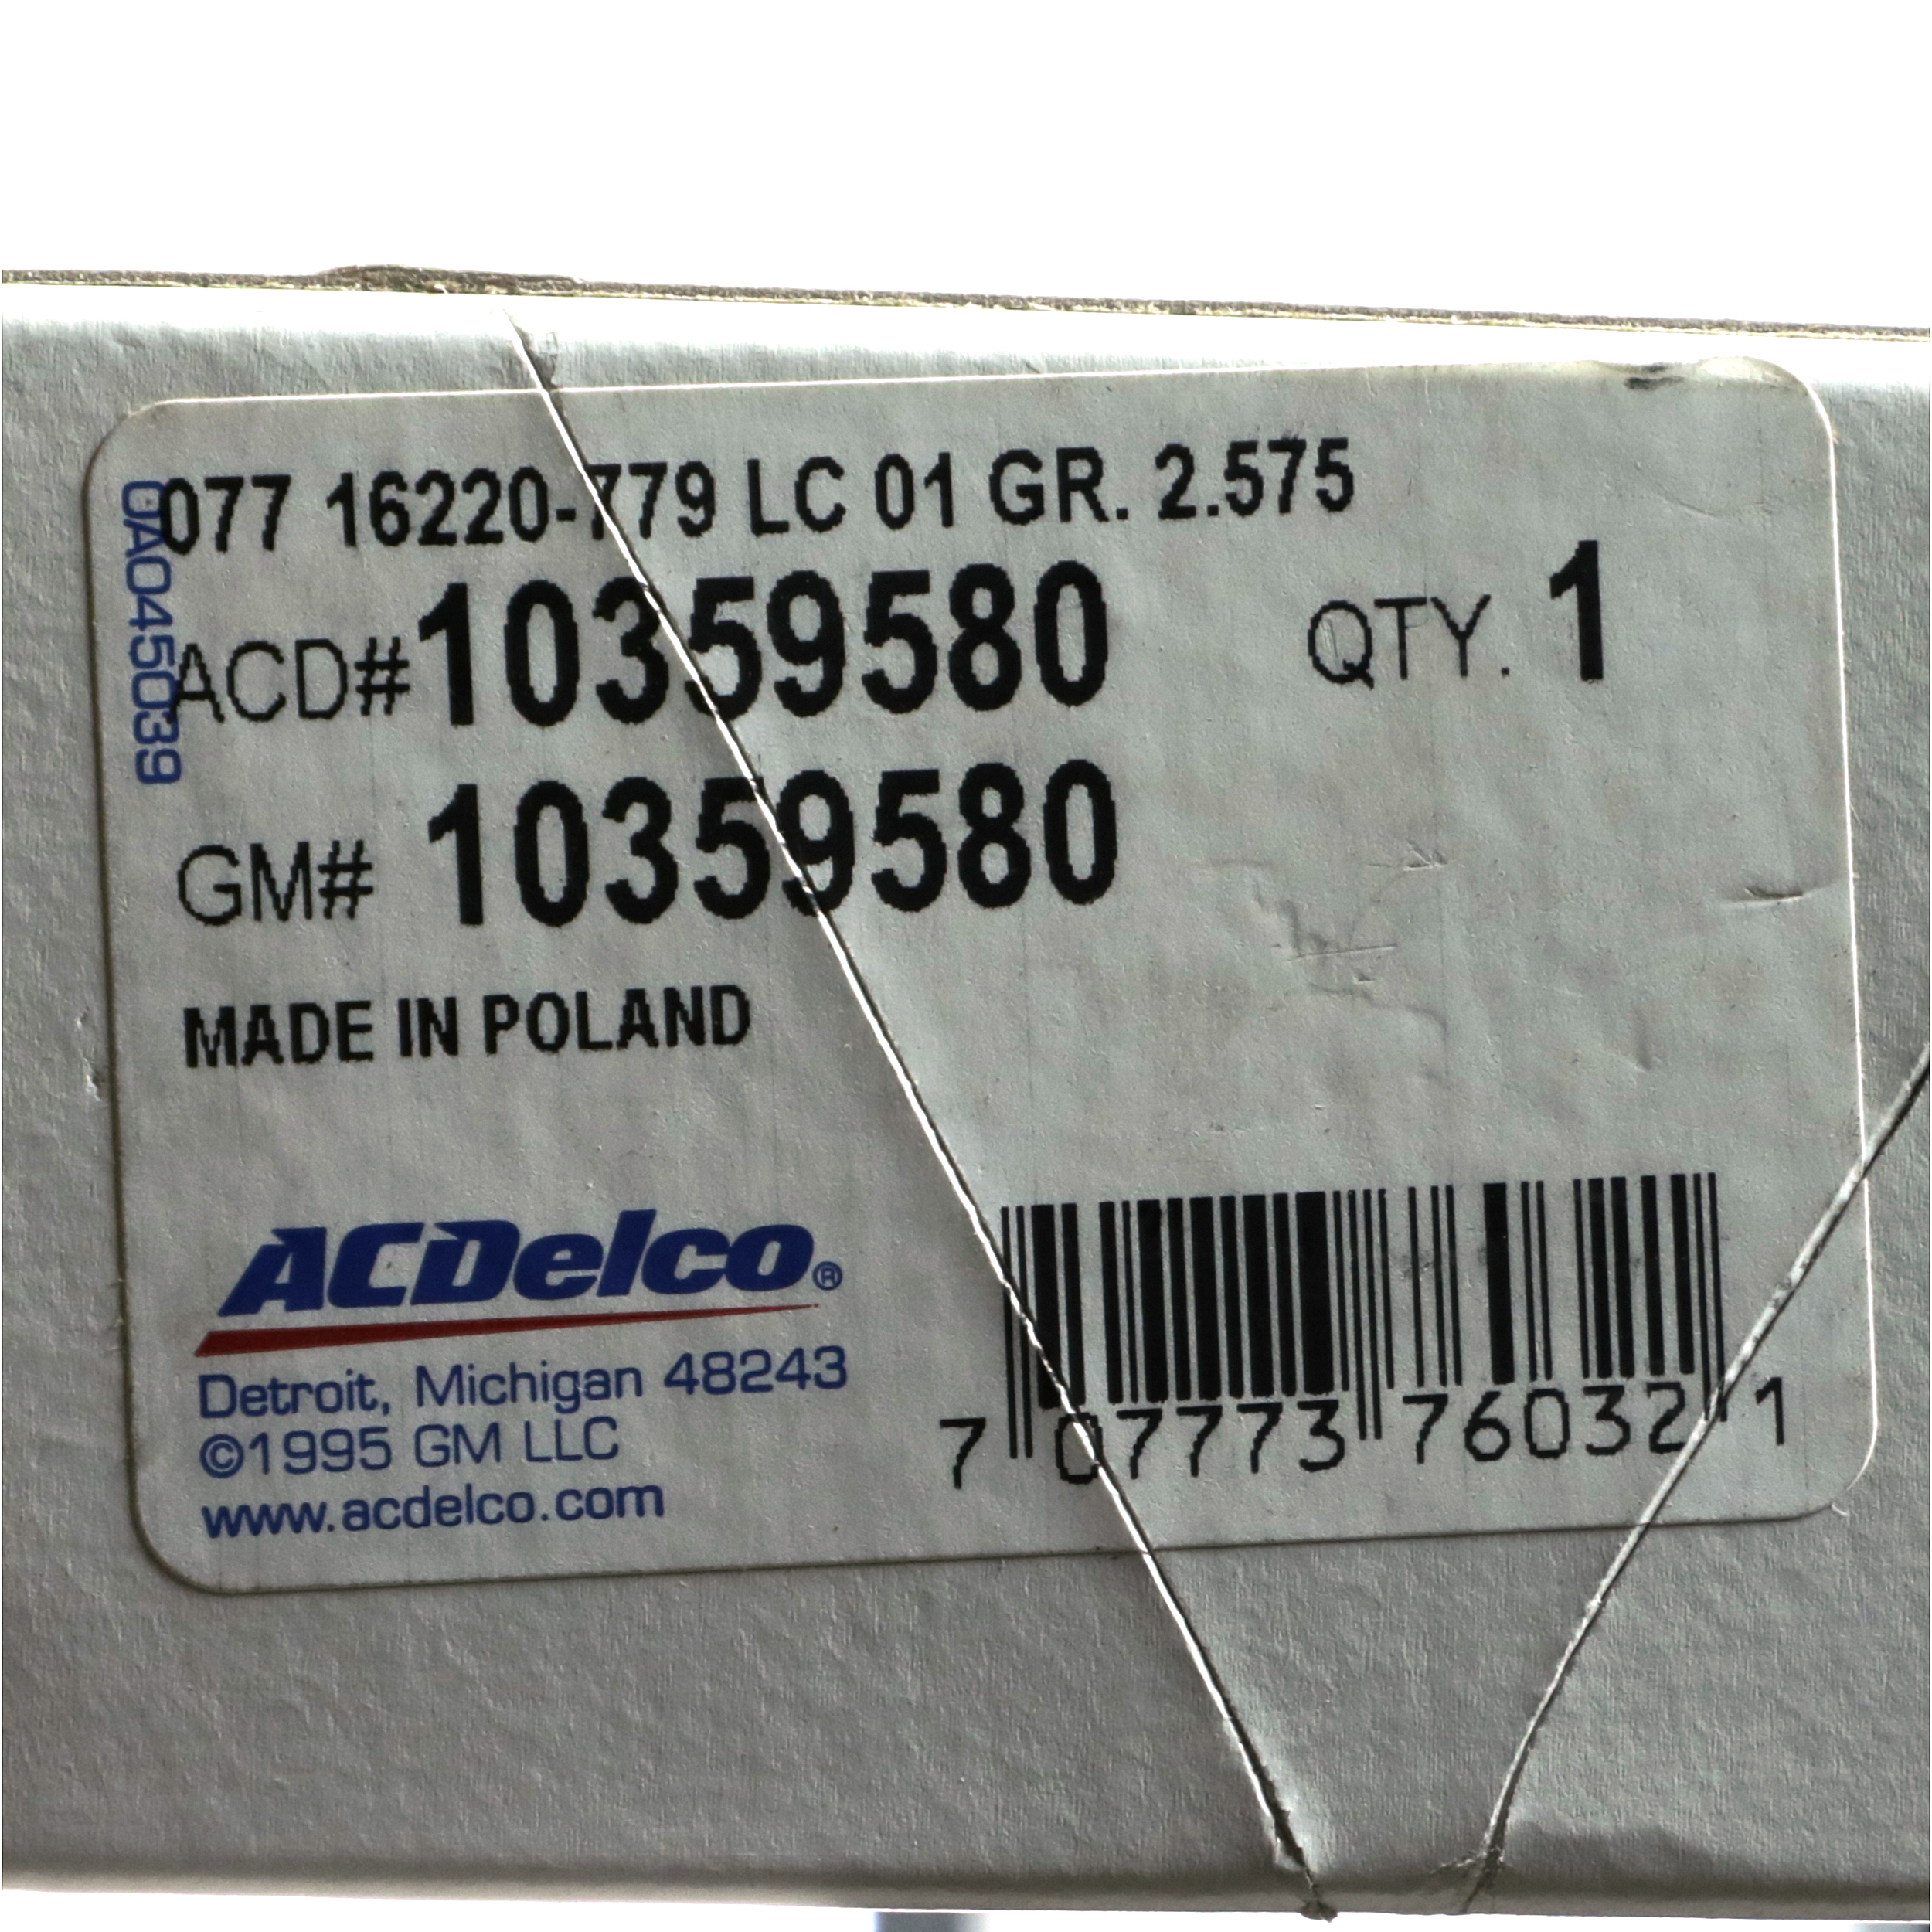 077 16220-779 LC 01 GR. 2.575
0A045039
ACD# 10359580 QTY. 1
GM# 10359580
MADE IN POLAND
ACDelco®
Detroit, Michigan 48243
©1995 GM LLC
www.acdelco.com
7 07773 76032 1